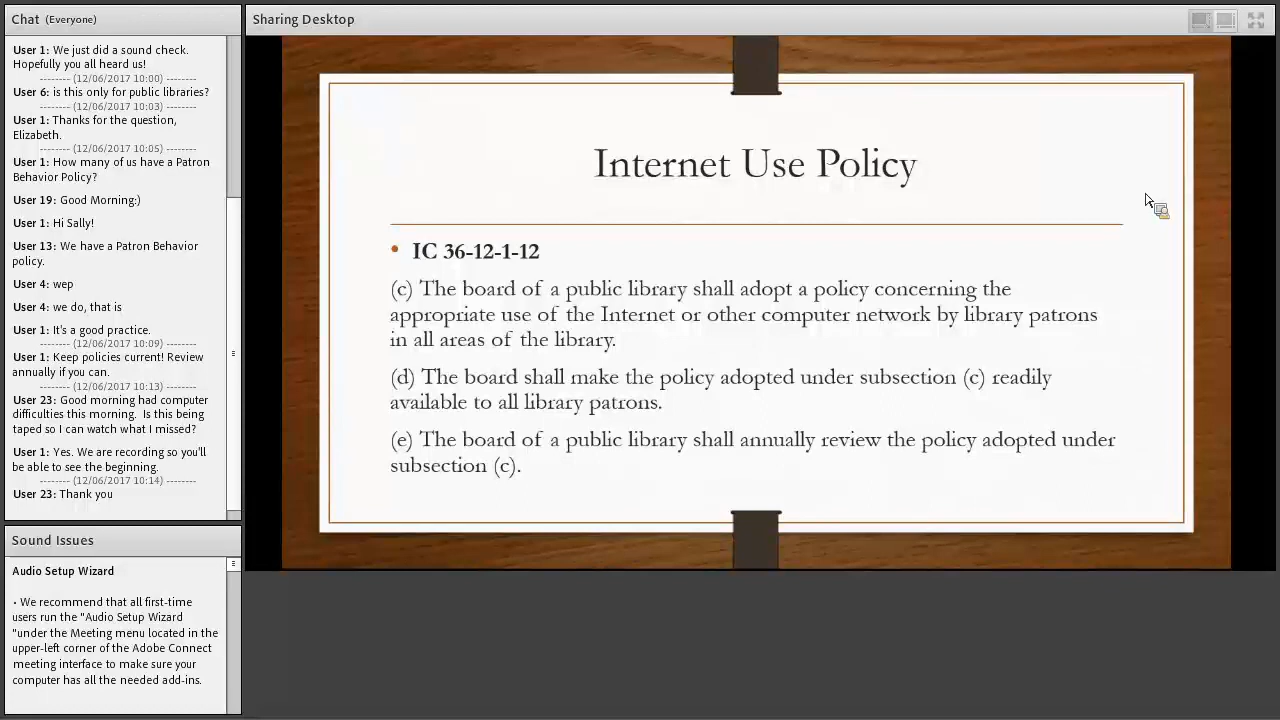 Chat (Everyone)
User 1: We just did a sound check.
Hopefully you all heard us!
-------- (12/06/2017 10:00) --------
User 6: is this only for public libraries?
-------- (12/06/2017 10:03) --------
User 1: Thanks for the question,
Elizabeth.
-------- (12/06/2017 10:05) --------
User 1: How many of us have a Patron
Behavior Policy?
User 19: Good Morning:)
User 1: Hi Sally!
User 13: We have a Patron Behavior
policy.
User 4: wep
User 4: we do, that is
User 1: It's a good practice.
-------- (12/06/2017 10:09) --------
User 1: Keep policies current! Review
annually if you can.
-------- (12/06/2017 10:13) --------
User 23: Good morning had computer
difficulties this morning.  Is this being
taped so I can watch what I missed?
User 1: Yes. We are recording so you'll
be able to see the beginning.
-------- (12/06/2017 10:14) --------
User 23: Thank you
Sound Issues
Audio Setup Wizard
• We recommend that all first-time
users run the "Audio Setup Wizard
"under the Meeting menu located in the
upper-left corner of the Adobe Connect
meeting interface to make sure your
computer has all the needed add-ins.
Sharing Desktop
Internet Use Policy
• IC 36-12-1-12
(c) The board of a public library shall adopt a policy concerning the
appropriate use of the Internet or other computer network by library patrons
in all areas of the library.
(d) The board shall make the policy adopted under subsection (c) readily
available to all library patrons.
(e) The board of a public library shall annually review the policy adopted under
subsection (c).